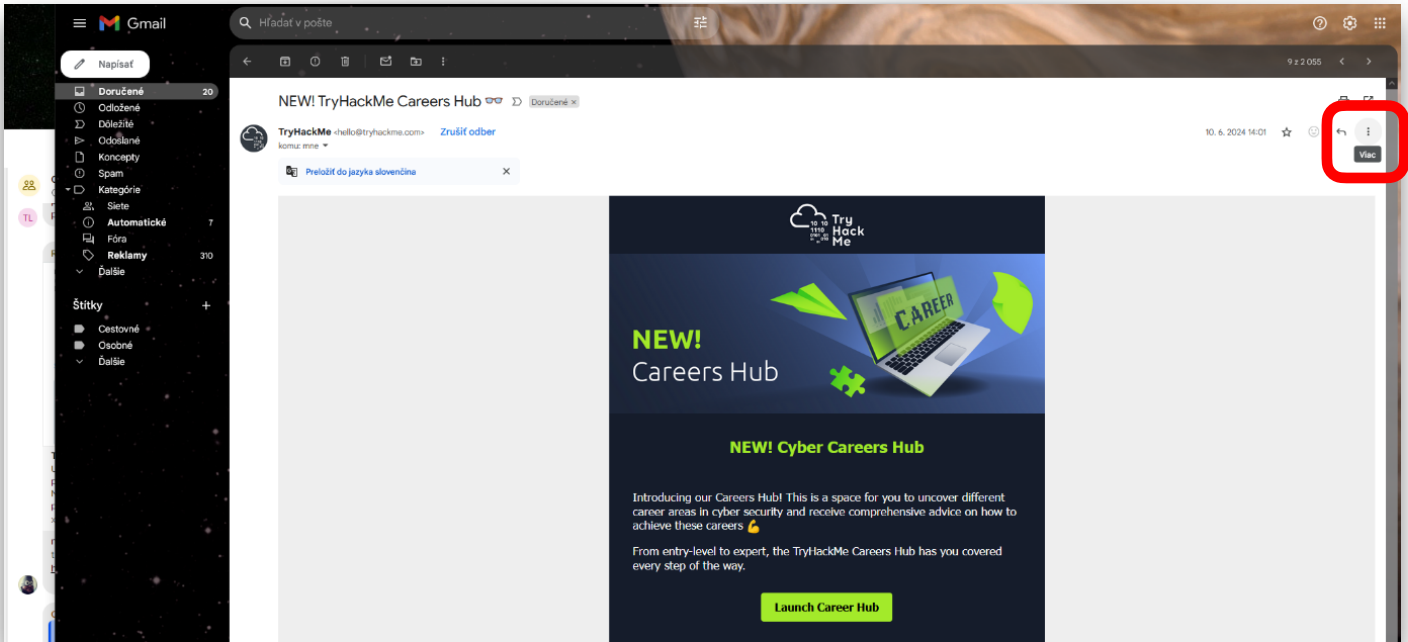 Gmail
Hľadať v pošte
Napísať
9 z 2 055
Doručené 20
Odložené
Dôležité
Odoslané
Koncepty
Spam
Kategórie
Siete
Automatické 7
Fóra
Reklamy 310
Ďalšie
Štítky +
Cestovné
Osobné
Ďalšie
TL
NEW! TryHackMe Careers Hub 👓 Doručené ×
TryHackMe <hello@tryhackme.com> Zrušiť odber
10. 6. 2024 14:01
komu: mne
Viac
Preložiť do jazyka slovenčina
Try
Hack
Me
CAREER
NEW!
Careers Hub
NEW! Cyber Careers Hub
Introducing our Careers Hub! This is a space for you to uncover different
career areas in cyber security and receive comprehensive advice on how to
achieve these careers 💪
From entry-level to expert, the TryHackMe Careers Hub has you covered
every step of the way.
Launch Career Hub